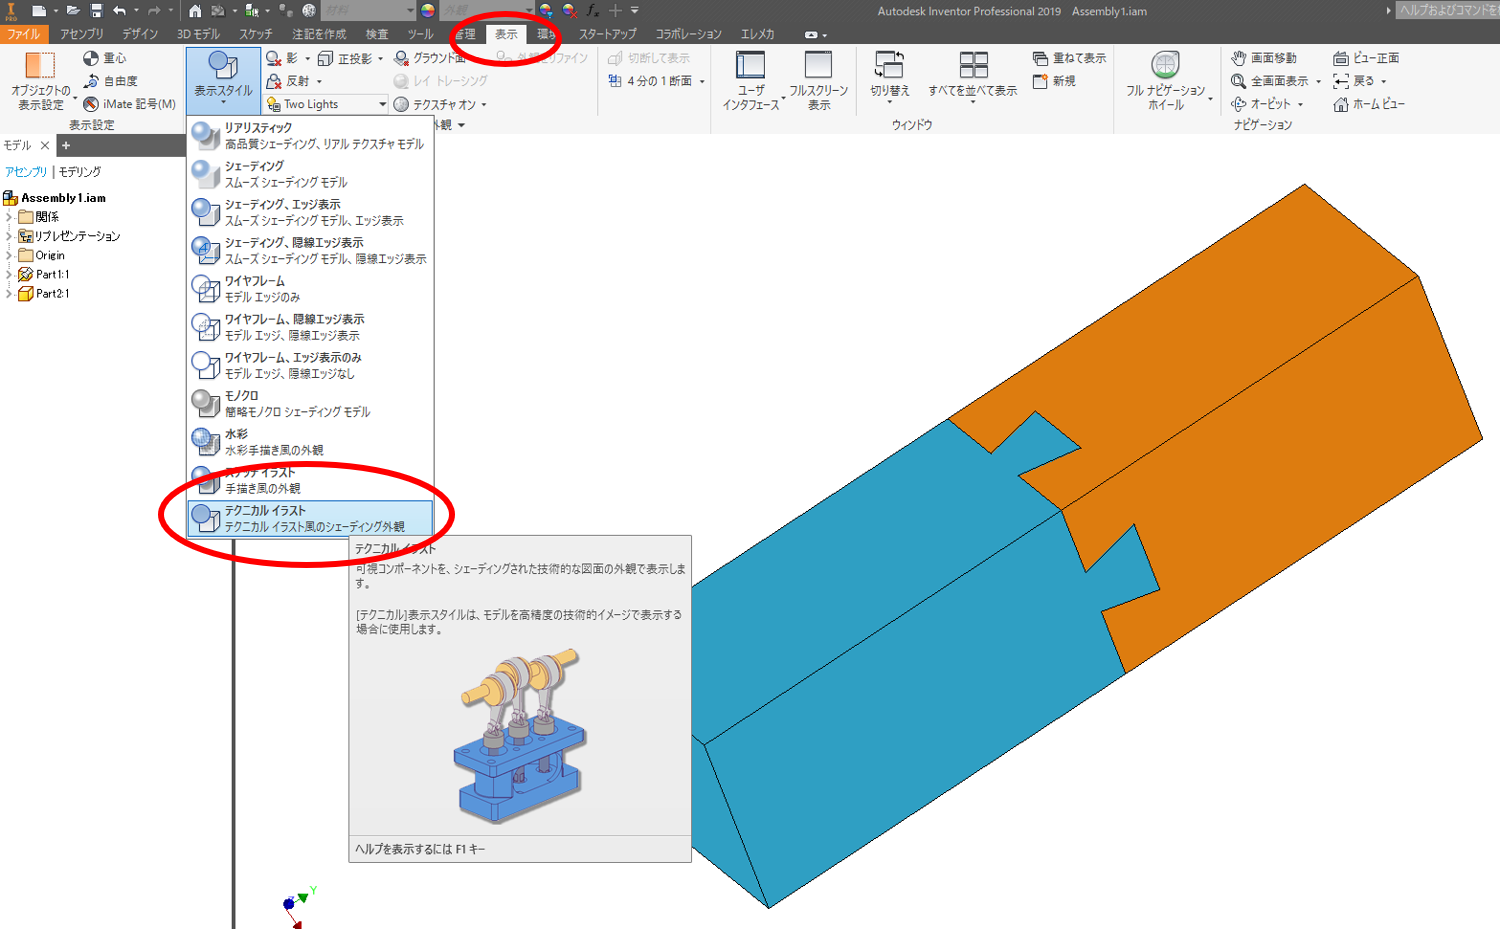 PRO
材料
外観
fx
Autodesk Inventor Professional 2019 Assembly1.iam
ヘルプおよびコマンドを
ファイル アセンブリ デザイン 3D モデル スケッチ 注記を作成 検査 ツール 管理 表示 環境 スタートアップ コラボレーション エレメカ
オブジェクトの
表示設定
重心
自由度
iMate 記号(M)
表示設定
表示スタイル
影
反射
Two Lights
正投影
グラウンド面
レイ トレーシング
テクスチャ オン
外観
切断して表示
4 分の 1 断面
ユーザ
インタフェース
フルスクリーン
表示
切り替え
すべてを並べて表示
重ねて表示
新規
ウィンドウ
フル ナビゲーション
ホイール
画面移動
全画面表示
オービット
ビュー正面
戻る
ホーム ビュー
ナビゲーション
モデル
アセンブリ | モデリング
Assembly1.iam
関係
リプレゼンテーション
Origin
Part1:1
Part2:1
リアリスティック
高品質シェーディング、リアル テクスチャ モデル
シェーディング
スムーズ シェーディング モデル
シェーディング、エッジ表示
スムーズ シェーディング モデル、エッジ表示
シェーディング、隠線エッジ表示
スムーズ シェーディング モデル、隠線エッジ表示
ワイヤフレーム
モデル エッジのみ
ワイヤフレーム、隠線エッジ表示
モデル エッジ、隠線エッジ表示
ワイヤフレーム、エッジ表示のみ
モデル エッジ、隠線エッジなし
モノクロ
簡略モノクロ シェーディング モデル
水彩
水彩手描き風の外観
スケッチ イラスト
手描き風の外観
テクニカル イラスト
テクニカル イラスト風のシェーディング外観
テクニカル イラスト
可視コンポーネントを、シェーディングされた技術的な図面の外観で表示しま
す。
[テクニカル]表示スタイルは、モデルを高精度の技術的イメージで表示する
場合に使用します。
ヘルプを表示するには F1 キー
Y